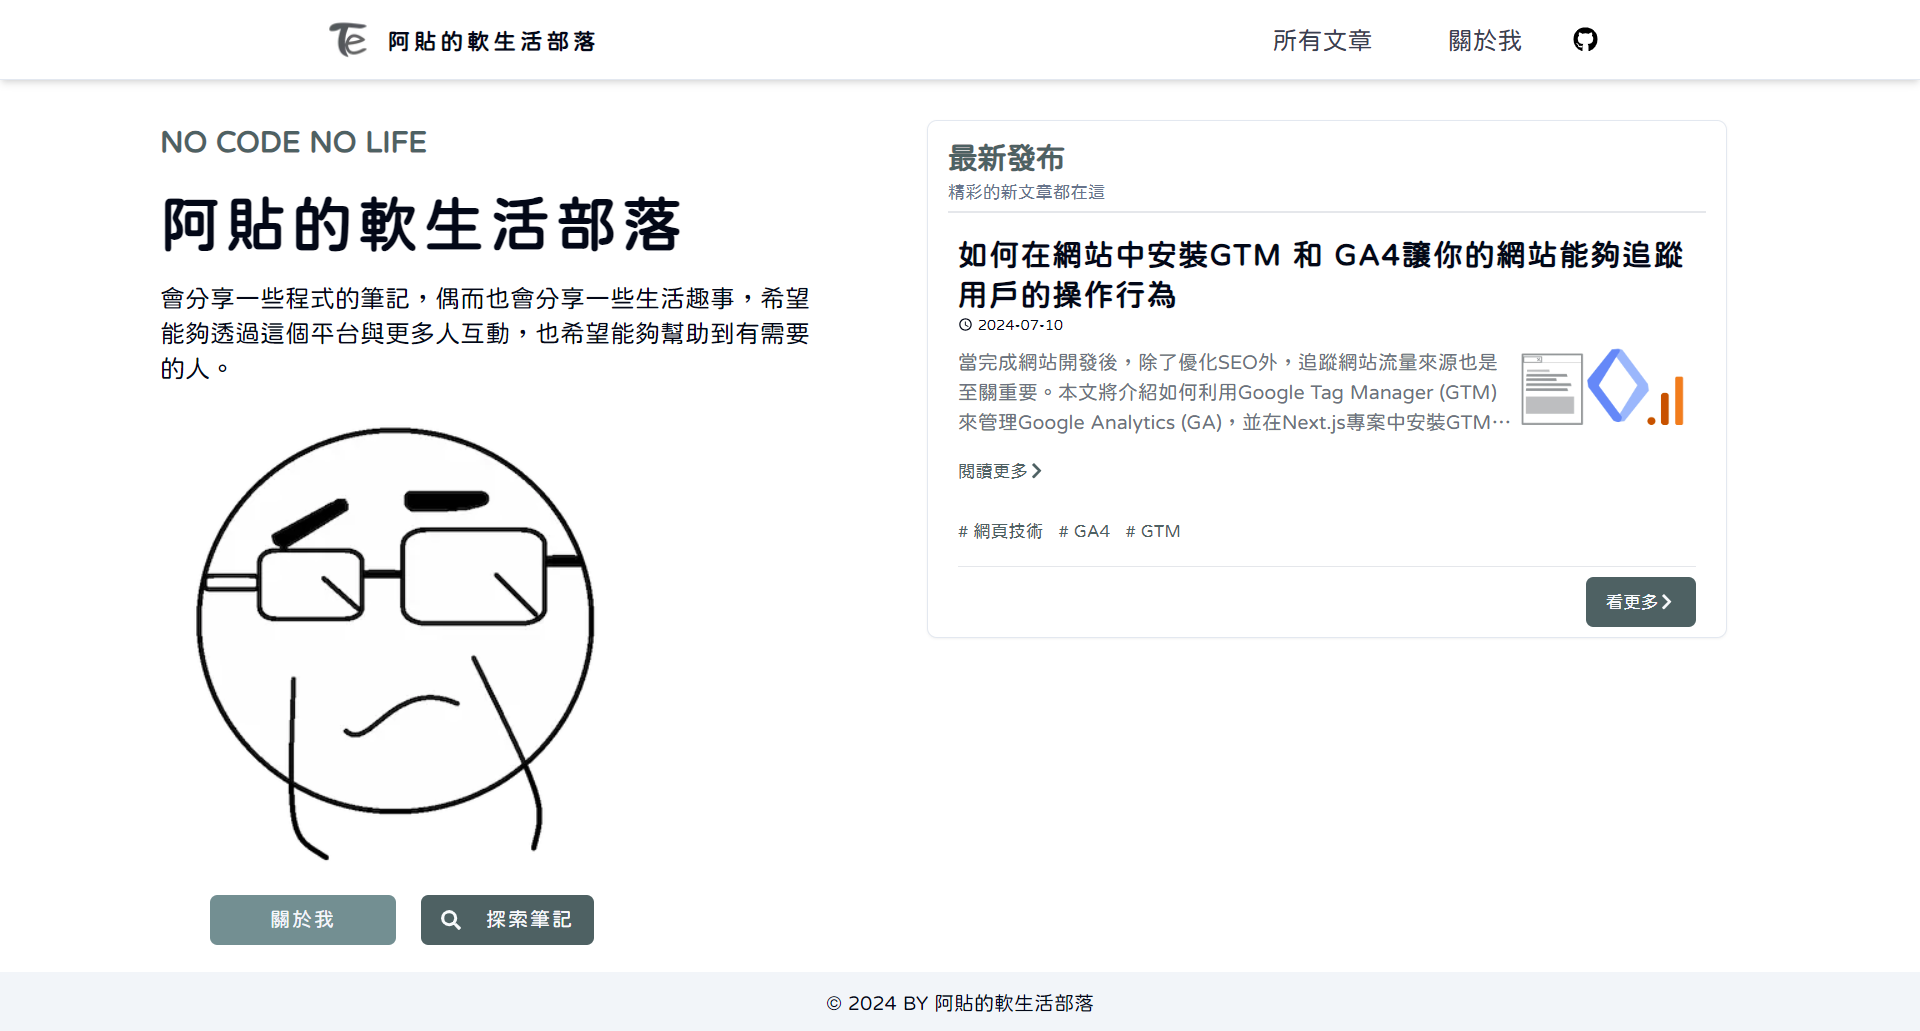 Te 阿貼的軟生活部落
所有文章
關於我
NO CODE NO LIFE
阿貼的軟生活部落
會分享一些程式的筆記，偶而也會分享一些生活趣事，希望
能夠透過這個平台與更多人互動，也希望能夠幫助到有需要
的人。
關於我
探索筆記
最新發布
精彩的新文章都在這
如何在網站中安裝GTM 和 GA4讓你的網站能夠追蹤
用戶的操作行為
2024-07-10
當完成網站開發後，除了優化SEO外，追蹤網站流量來源也是
至關重要。本文將介紹如何利用Google Tag Manager (GTM)
來管理Google Analytics (GA)，並在Next.js專案中安裝GTM…
閱讀更多
# 網頁技術 # GA4 # GTM
看更多
© 2024 BY 阿貼的軟生活部落